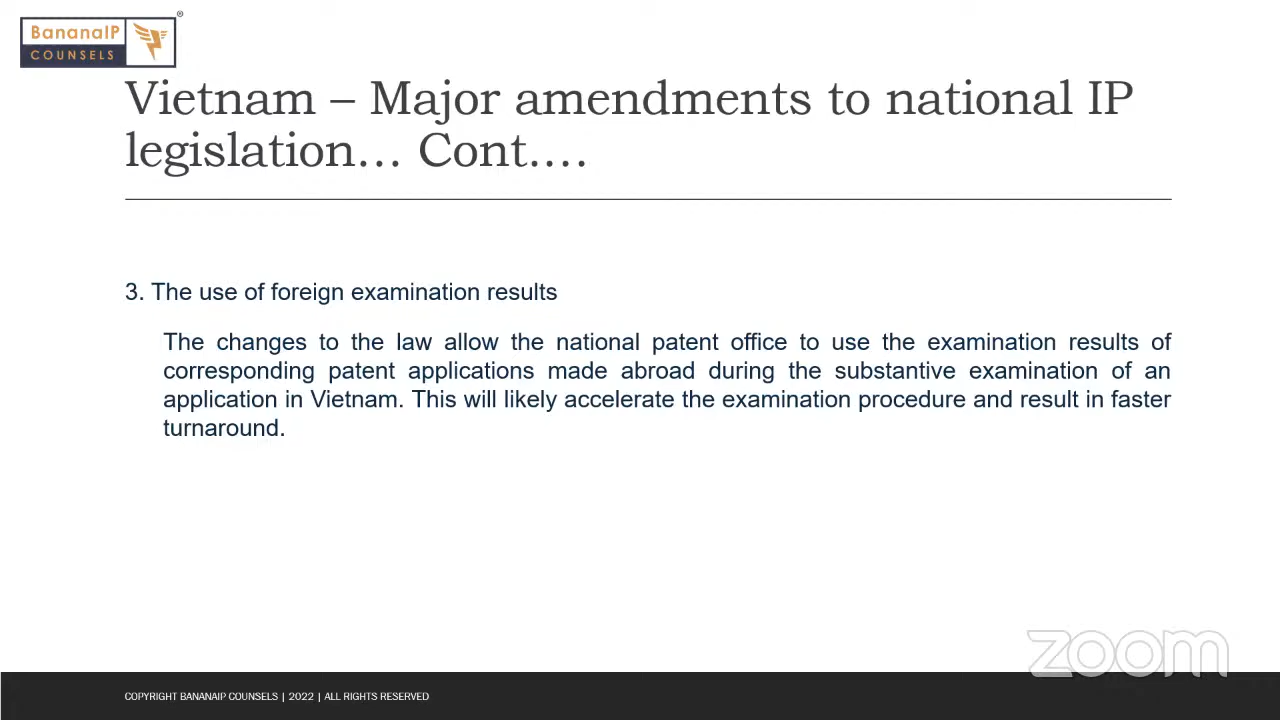 BananaIP
COUNSELS
®
Vietnam – Major amendments to national IP
legislation… Cont.…
3. The use of foreign examination results
The changes to the law allow the national patent office to use the examination results of
corresponding patent applications made abroad during the substantive examination of an
application in Vietnam. This will likely accelerate the examination procedure and result in faster
turnaround.
zoom
COPYRIGHT BANANAIP COUNSELS | 2022 | ALL RIGHTS RESERVED